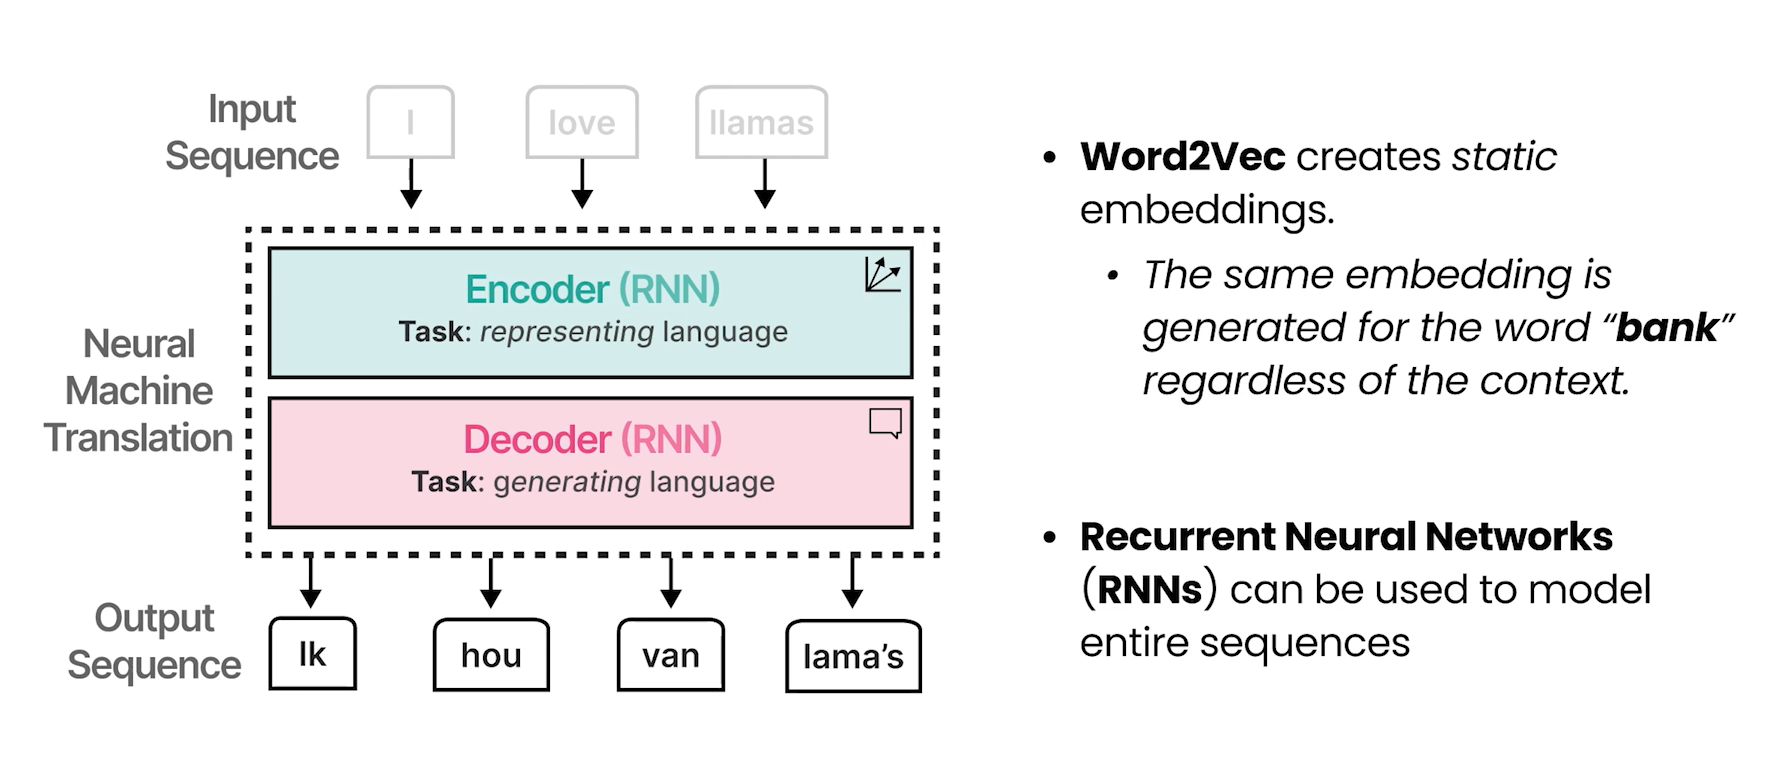 Input
Sequence
I
love
llamas
Encoder (RNN)
Task: representing language
Neural
Machine
Translation
Decoder (RNN)
Task: generating language
Output
Sequence
Ik
hou
van
lama’s
• Word2Vec creates static
embeddings.
• The same embedding is
generated for the word “bank”
regardless of the context.
• Recurrent Neural Networks
(RNNs) can be used to model
entire sequences